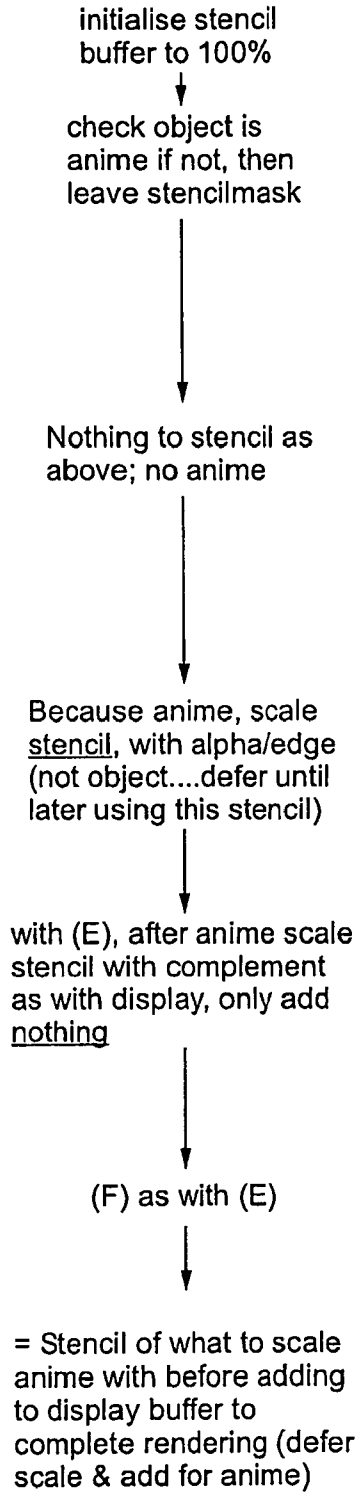 initialise stencil
buffer to 100%
check object is
anime if not, then
leave stencilmask
Nothing to stencil as
above; no anime
Because anime, scale
stencil, with alpha/edge
(not object....defer until
later using this stencil)
with (E), after anime scale
stencil with complement
as with display, only add
nothing
(F) as with (E)
= Stencil of what to scale
anime with before adding
to display buffer to
complete rendering (defer
scale & add for anime)